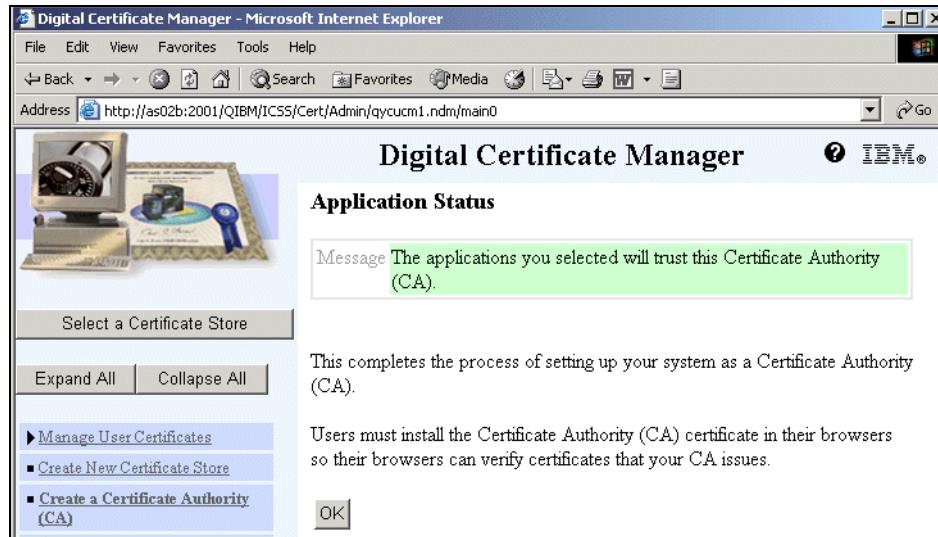 Digital Certificate Manager - Microsoft Internet Explorer
File Edit View Favorites Tools Help
Back Search Favorites Media
Address http://as02b:2001/QIBM/ICSS/Cert/Admin/qycucm1.ndm/main0 Go
Digital Certificate Manager ? IBM®
Application Status
Message The applications you selected will trust this Certificate Authority
(CA).
Select a Certificate Store
This completes the process of setting up your system as a Certificate Authority
(CA).
Expand All Collapse All
Manage User Certificates
Create New Certificate Store
Create a Certificate Authority
(CA)
Users must install the Certificate Authority (CA) certificate in their browsers
so their browsers can verify certificates that your CA issues.
OK